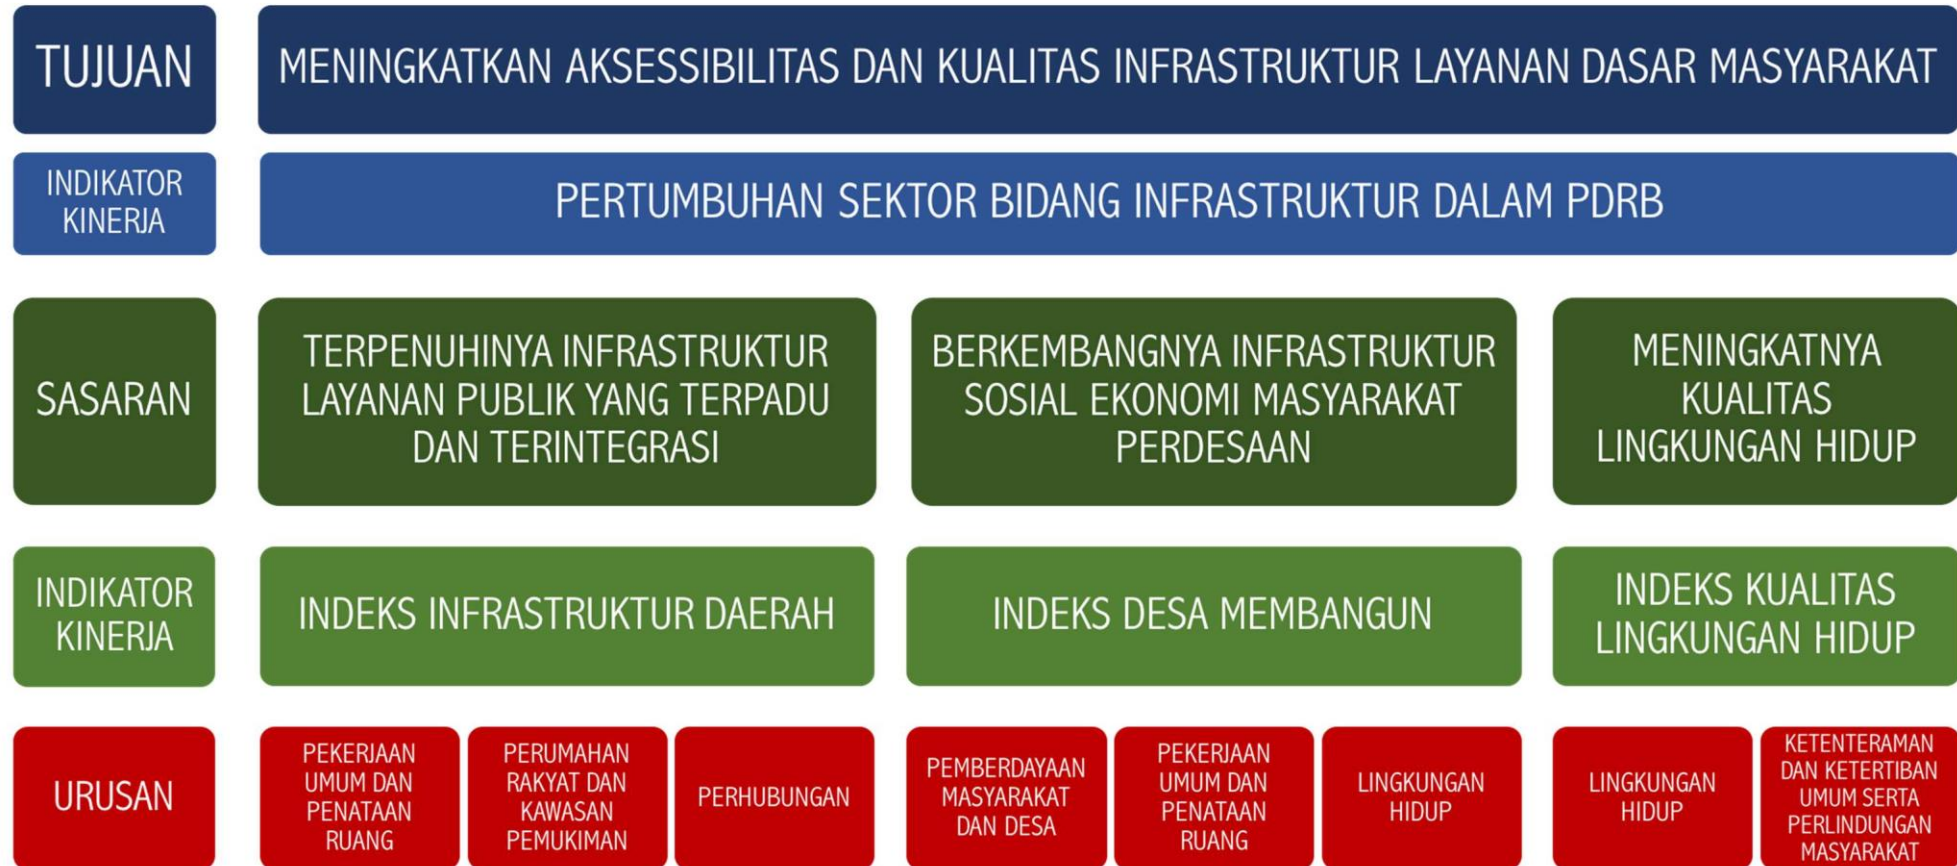 TUJUAN
MENINGKATKAN AKSESSIBILITAS DAN KUALITAS INFRASTRUKTUR LAYANAN DASAR MASYARAKAT
INDIKATOR
KINERJA
PERTUMBUHAN SEKTOR BIDANG INFRASTRUKTUR DALAM PDRB
SASARAN
TERPENUHINYA INFRASTRUKTUR
LAYANAN PUBLIK YANG TERPADU
DAN TERINTEGRASI
BERKEMBANGNYA INFRASTRUKTUR
SOSIAL EKONOMI MASYARAKAT
PERDESAAN
MENINGKATNYA
KUALITAS
LINGKUNGAN HIDUP
INDIKATOR
KINERJA
INDEKS INFRASTRUKTUR DAERAH
INDEKS DESA MEMBANGUN
INDEKS KUALITAS
LINGKUNGAN HIDUP
URUSAN
PEKERJAAN
UMUM DAN
PENATAAN
RUANG
PERUMAHAN
RAKYAT DAN
KAWASAN
PEMUKIMAN
PERHUBUNGAN
PEMBERDAYAAN
MASYARAKAT
DAN DESA
PEKERJAAN
UMUM DAN
PENATAAN
RUANG
LINGKUNGAN
HIDUP
LINGKUNGAN
HIDUP
KETENTERAMAN
DAN KETERTIBAN
UMUM SERTA
PERLINDUNGAN
MASYARAKAT